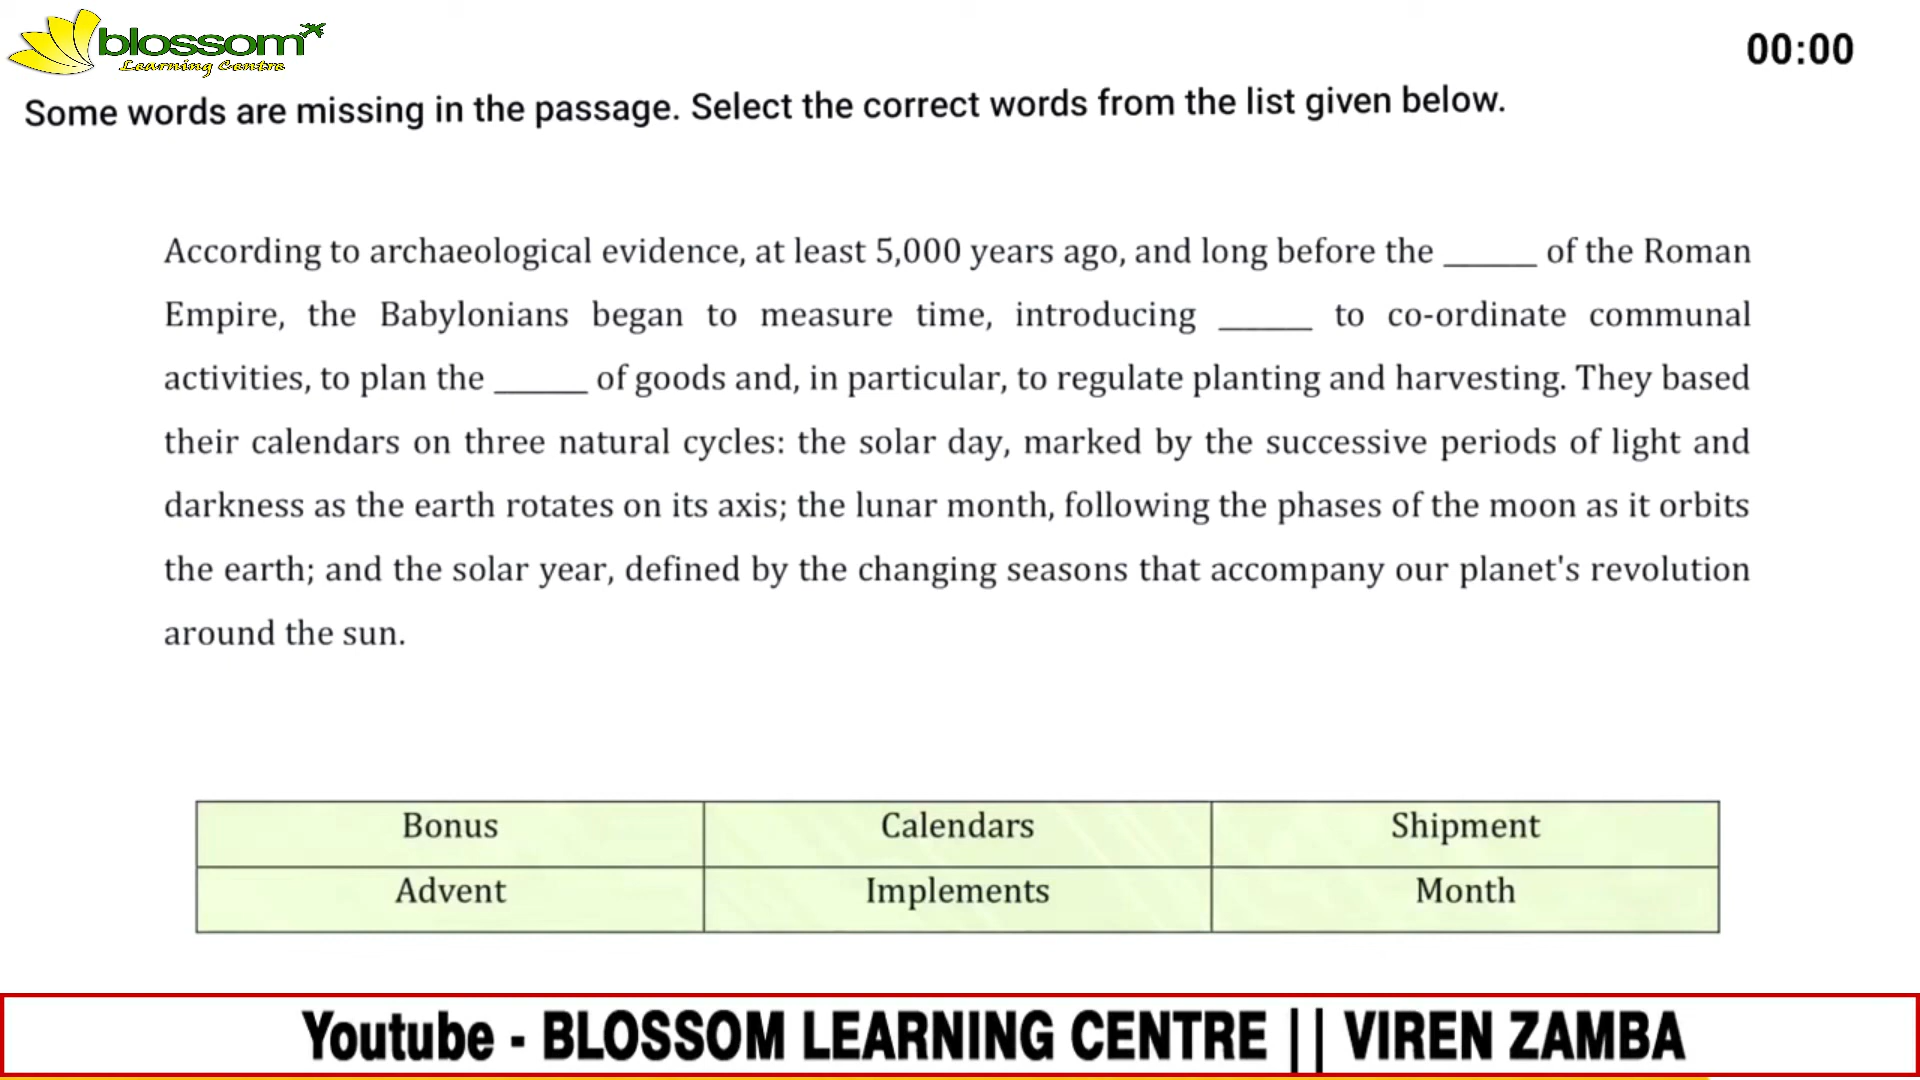 blossom
Learning Centre
00:00
Some words are missing in the passage. Select the correct words from the list given below.
According to archaeological evidence, at least 5,000 years ago, and long before the _____ of the Roman
Empire, the Babylonians began to measure time, introducing _____ to co-ordinate communal
activities, to plan the _____ of goods and, in particular, to regulate planting and harvesting. They based
their calendars on three natural cycles: the solar day, marked by the successive periods of light and
darkness as the earth rotates on its axis; the lunar month, following the phases of the moon as it orbits
the earth; and the solar year, defined by the changing seasons that accompany our planet's revolution
around the sun.
Bonus Calendars Shipment
Advent Implements Month
Youtube - BLOSSOM LEARNING CENTRE || VIREN ZAMBA